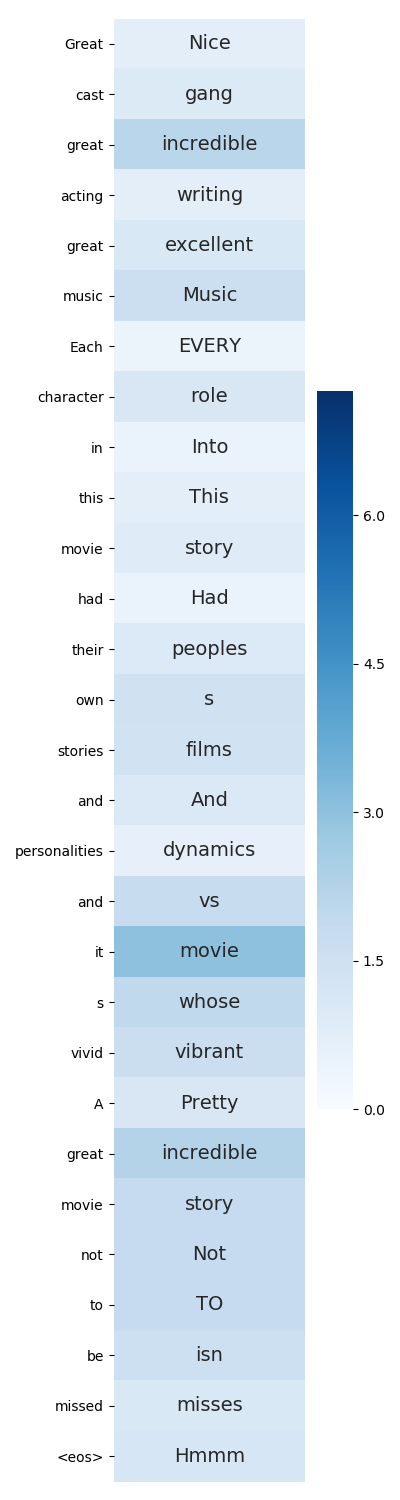 Great Nice
cast gang
great incredible
acting writing
great excellent
music Music
Each EVERY
character role
in Into
this This
movie story
had Had
their peoples
own s
stories films
and And
personalities dynamics
and vs
it movie
s whose
vivid vibrant
A Pretty
great incredible
movie story
not Not
to TO
be isn
missed misses
<eos> Hmmm
6.0
4.5
3.0
1.5
0.0